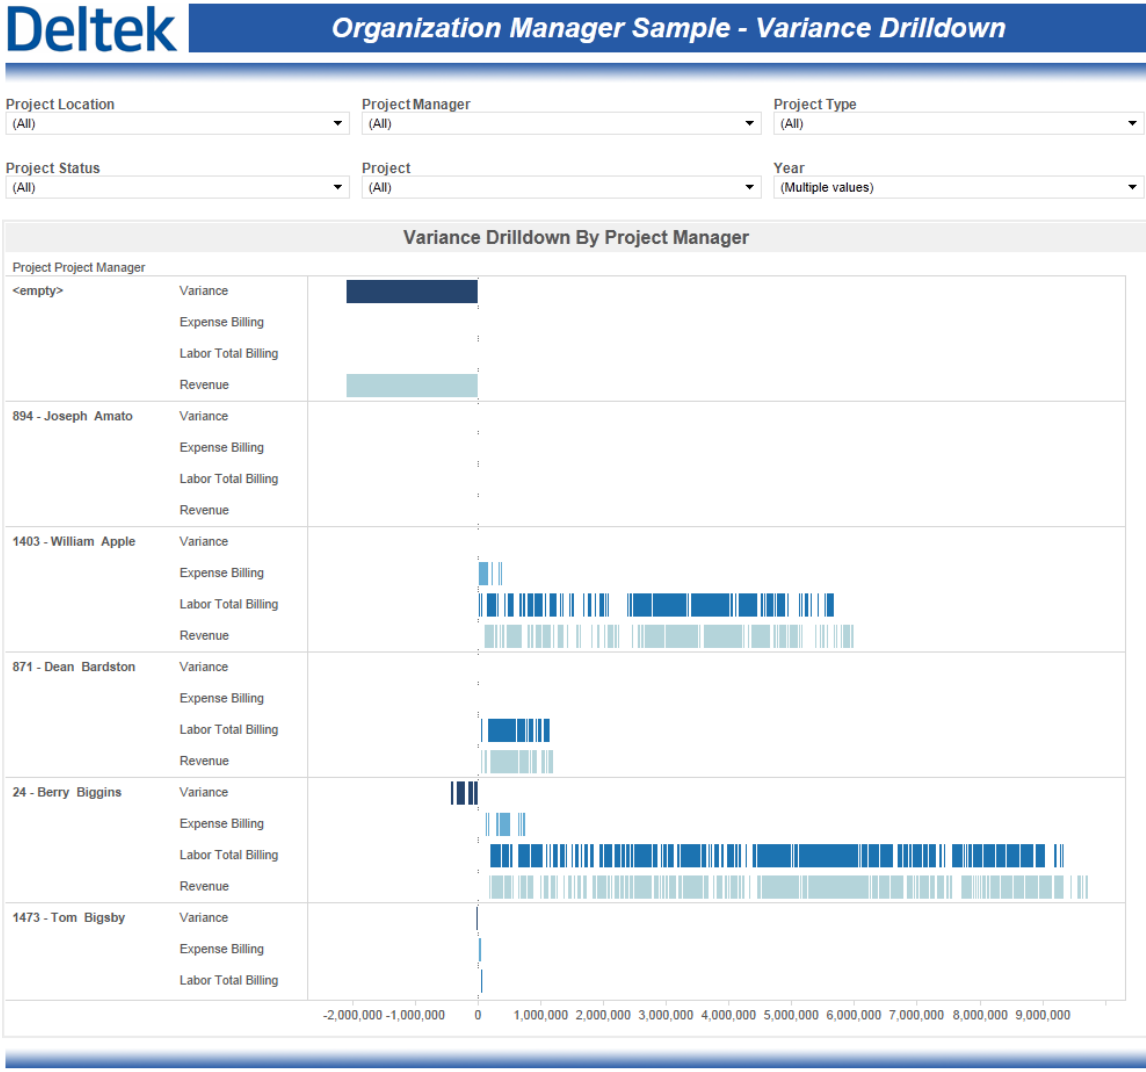 Deltek
Organization Manager Sample - Variance Drilldown
Project Location Project Manager Project Type
(All) (All) (All)
Project Status Project Year
(All) (All) (Multiple values)
Variance Drilldown By Project Manager
Project Project Manager
<empty> Variance
Expense Billing
Labor Total Billing
Revenue
894 - Joseph Amato Variance
Expense Billing
Labor Total Billing
Revenue
1403 - William Apple Variance
Expense Billing
Labor Total Billing
Revenue
871 - Dean Bardston Variance
Expense Billing
Labor Total Billing
Revenue
24 - Berry Biggins Variance
Expense Billing
Labor Total Billing
Revenue
1473 - Tom Bigsby Variance
Expense Billing
Labor Total Billing
-2,000,000 -1,000,000 0 1,000,000 2,000,000 3,000,000 4,000,000 5,000,000 6,000,000 7,000,000 8,000,000 9,000,000